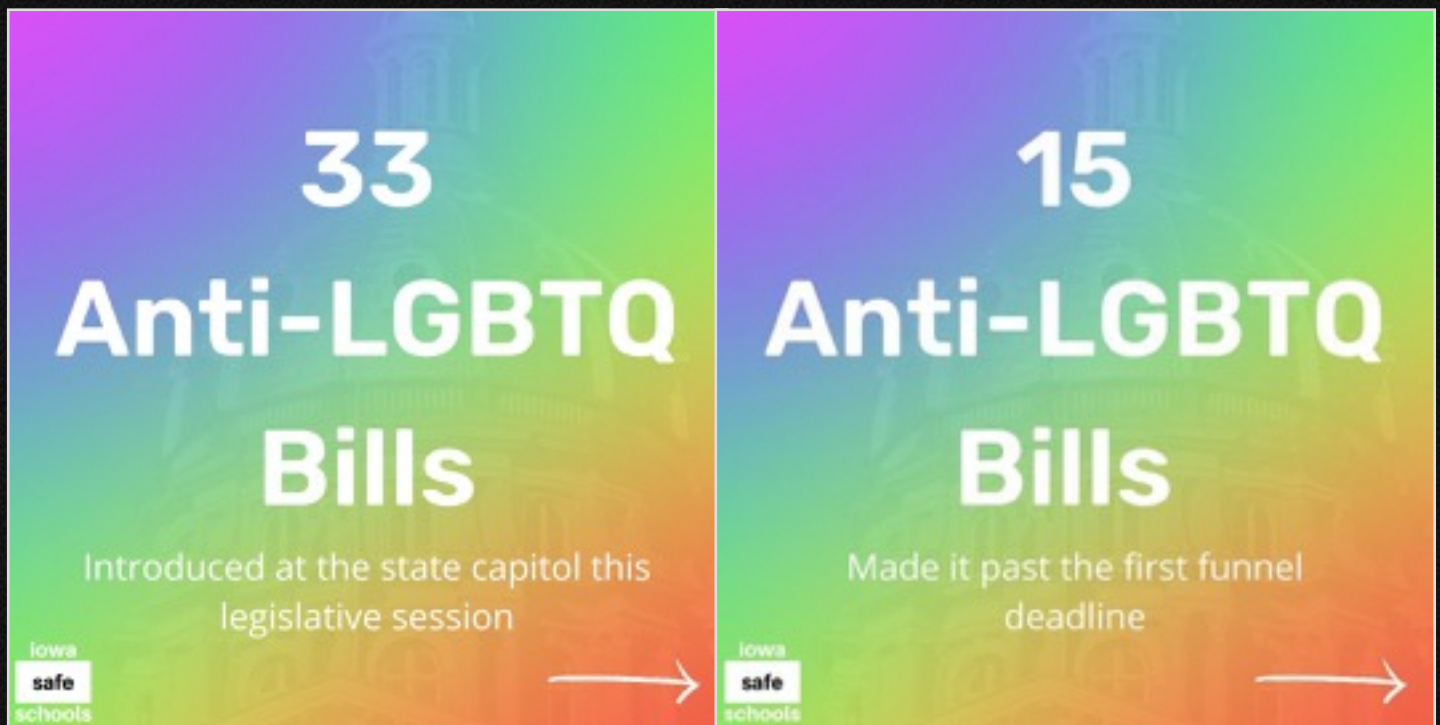 33
Anti-LGBTQ
Bills
Introduced at the state capitol this
legislative session
iowa
safe
schools
15
Anti-LGBTQ
Bills
Made it past the first funnel
deadline
iowa
safe
schools